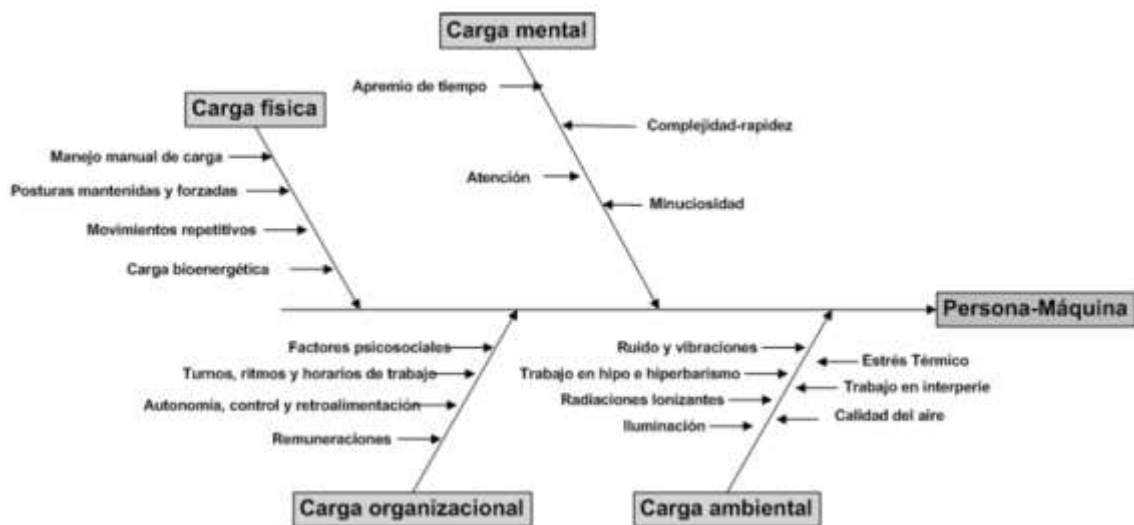 Carga mental
Apremio de tiempo
Complejidad-rapidez
Atención
Minuciosidad
Carga física
Manejo manual de carga
Posturas mantenidas y forzadas
Movimientos repetitivos
Carga bioenergética
Persona-Máquina
Factores psicosociales
Turnos, ritmos y horarios de trabajo
Autonomía, control y retroalimentación
Remuneraciones
Carga organizacional
Ruido y vibraciones
Estrés Térmico
Trabajo en hipo e hiperbarismo
Trabajo en interperie
Radiaciones Ionizantes
Calidad del aire
Iluminación
Carga ambiental